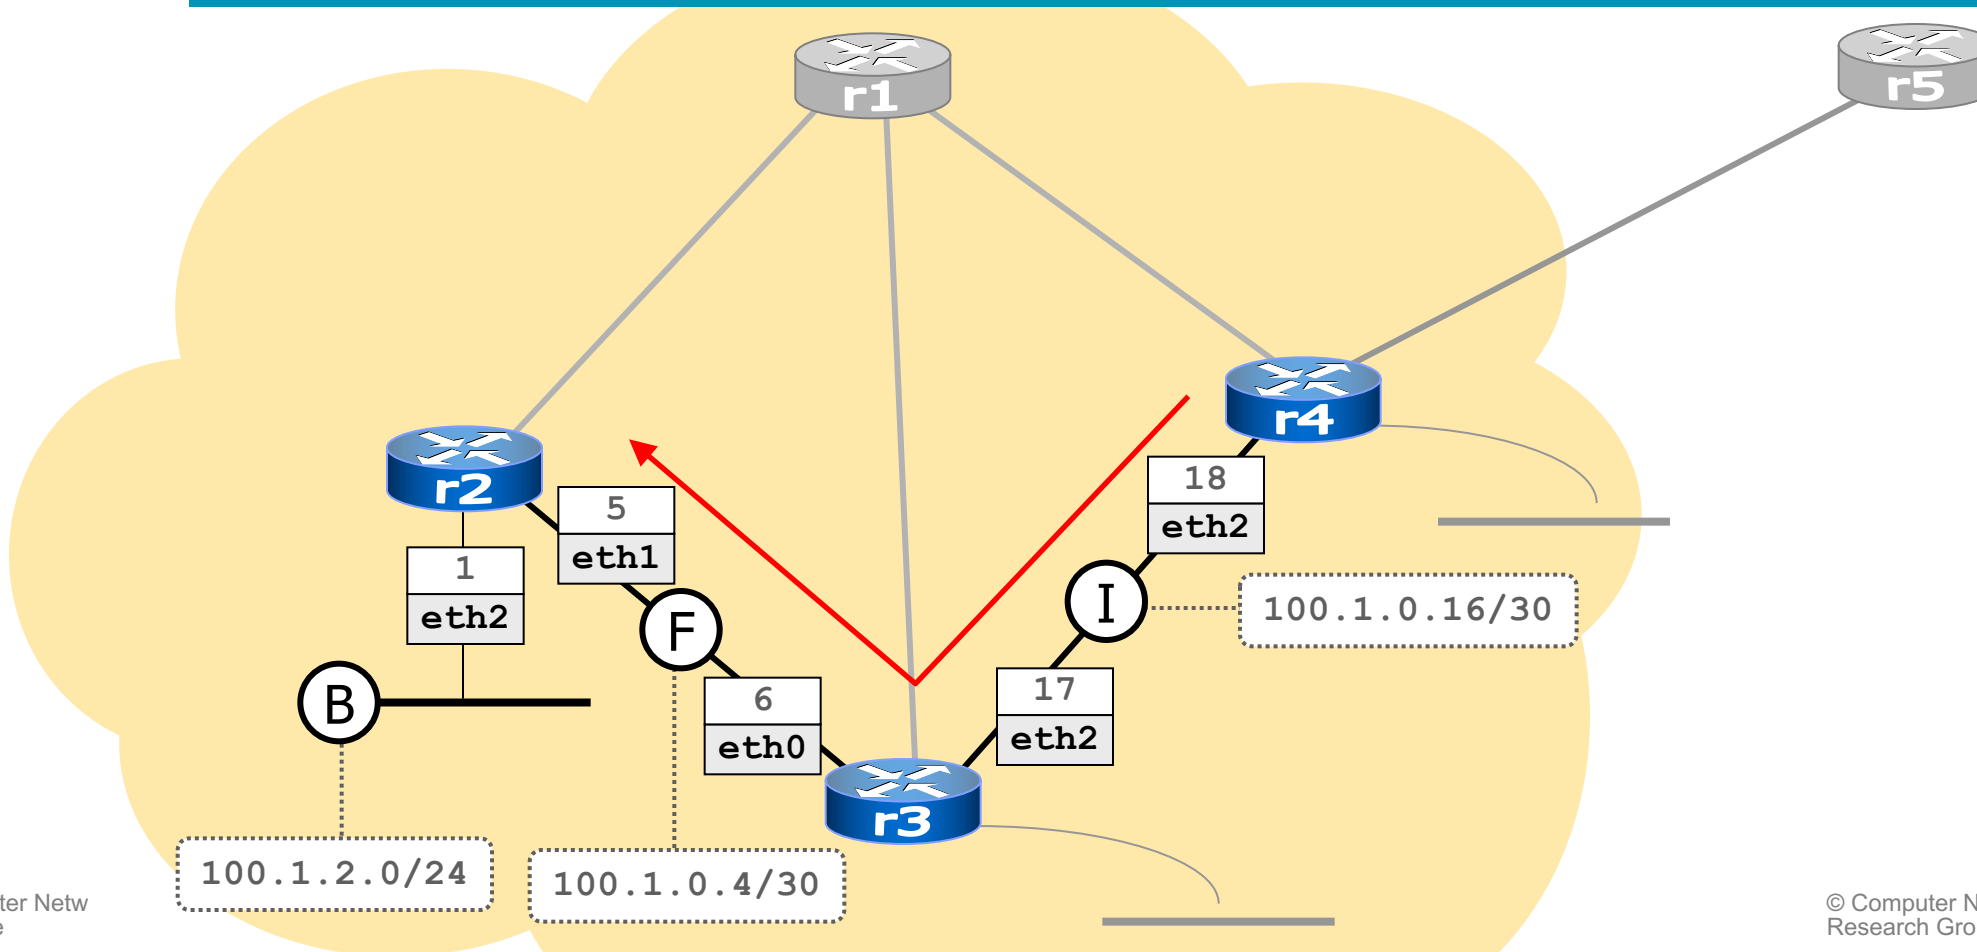 r1
r5
r4
18
eth2
r2
5
eth1
1
eth2
I
100.1.0.16/30
F
B
17
eth2
6
eth0
r3
100.1.2.0/24
100.1.0.4/30
ter Netw
e
© Computer N
Research Gro